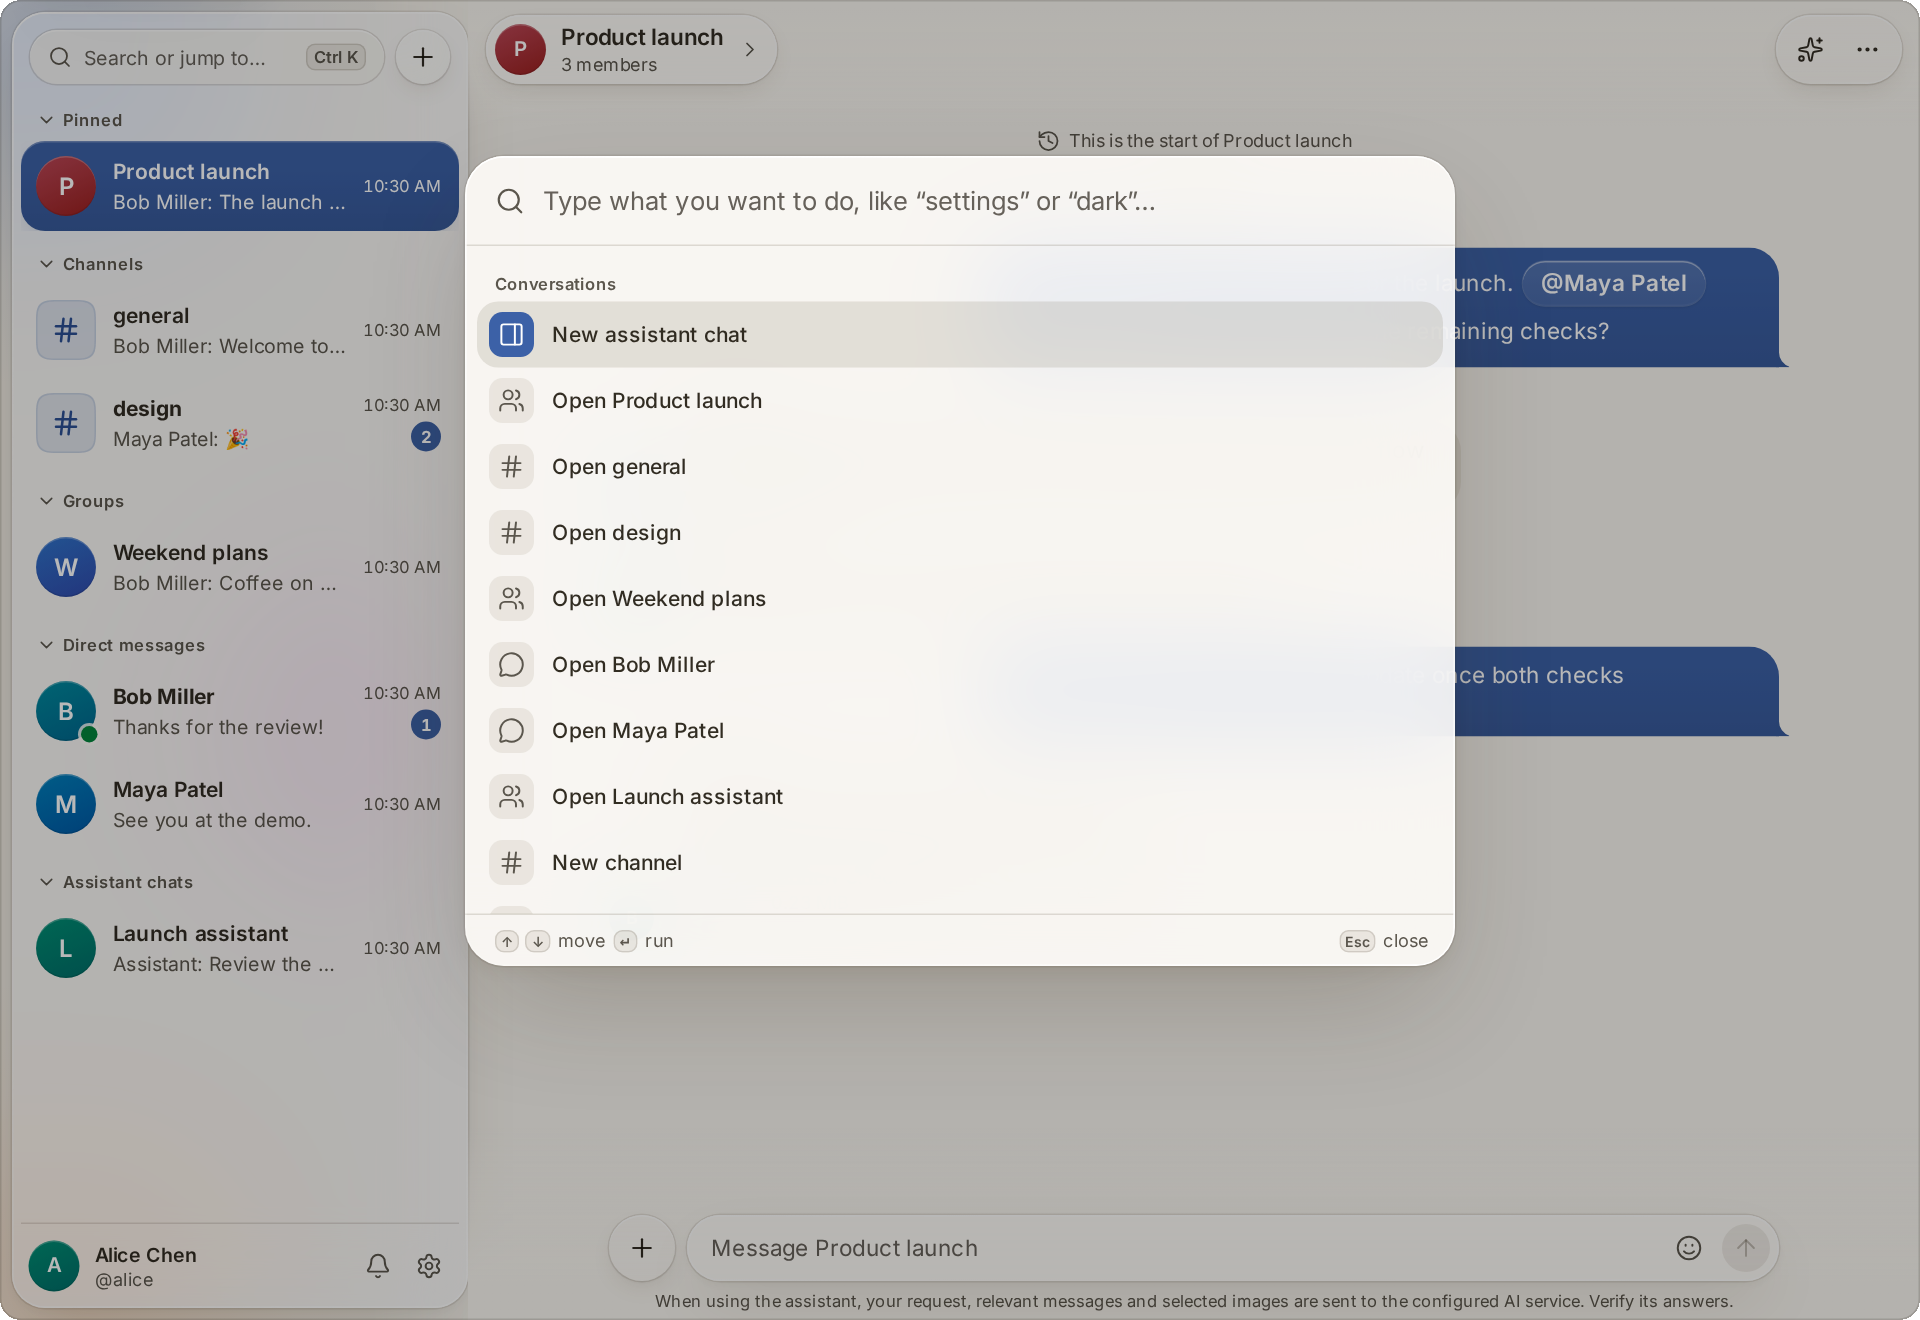 Search or jump to...
Ctrl K
Pinned
P
Product launch
10:30 AM
Bob Miller: The launch ...
Channels
general
10:30 AM
Bob Miller: Welcome to...
design
10:30 AM
Maya Patel: 🎉
2
Groups
W
Weekend plans
10:30 AM
Bob Miller: Coffee on ...
Direct messages
B
Bob Miller
10:30 AM
Thanks for the review!
1
M
Maya Patel
10:30 AM
See you at the demo.
Assistant chats
L
Launch assistant
10:30 AM
Assistant: Review the ...
A
Alice Chen
@alice
P
Product launch
3 members
This is the start of Product launch
@Maya Patel
checks?
both checks
Type what you want to do, like “settings” or “dark”...
Conversations
New assistant chat
Open Product launch
Open general
Open design
Open Weekend plans
Open Bob Miller
Open Maya Patel
Open Launch assistant
New channel
move
run
Esc close
Message Product launch
When using the assistant, your request, relevant messages and selected images are sent to the configured AI service. Verify its answers.